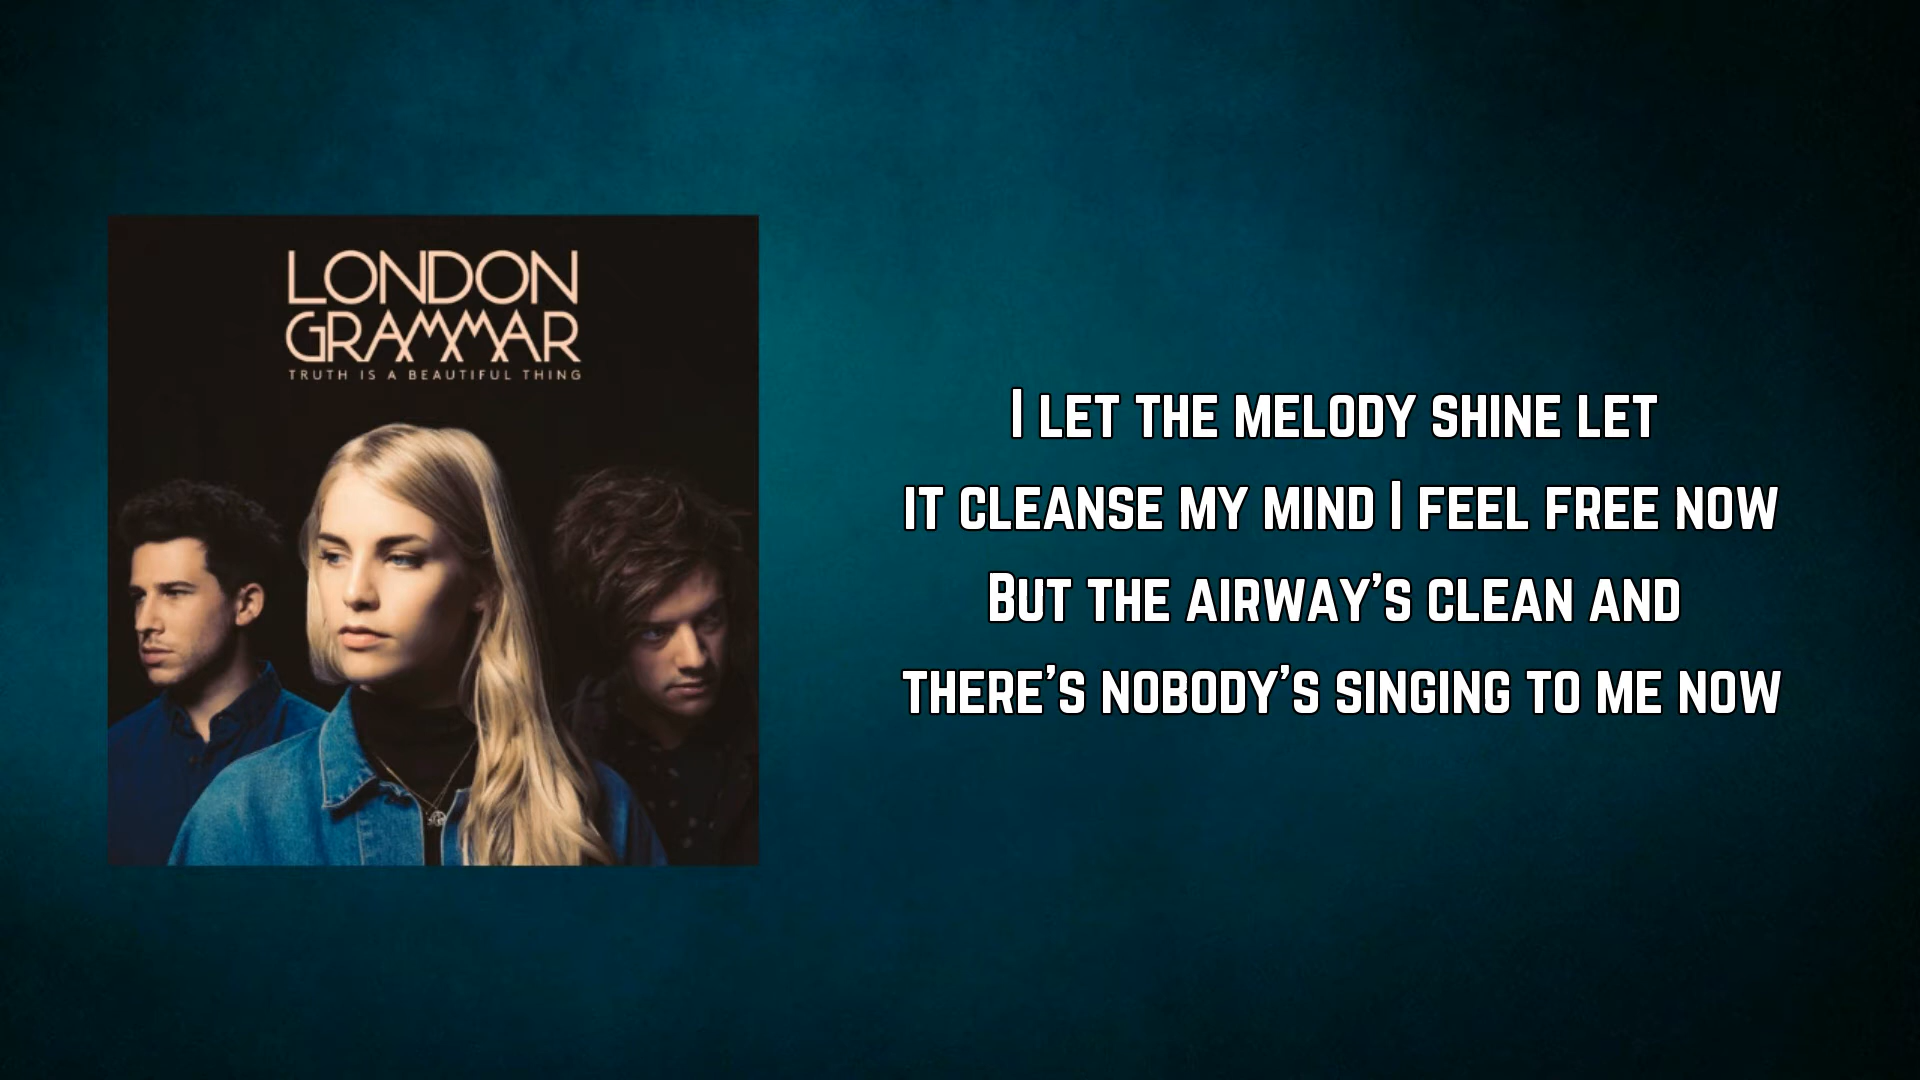 LONDON
GRAMMAR
TRUTH IS A BEAUTIFUL THING
I LET THE MELODY SHINE LET
IT CLEANSE MY MIND I FEEL FREE NOW
BUT THE AIRWAY'S CLEAN AND
THERE'S NOBODY'S SINGING TO ME NOW